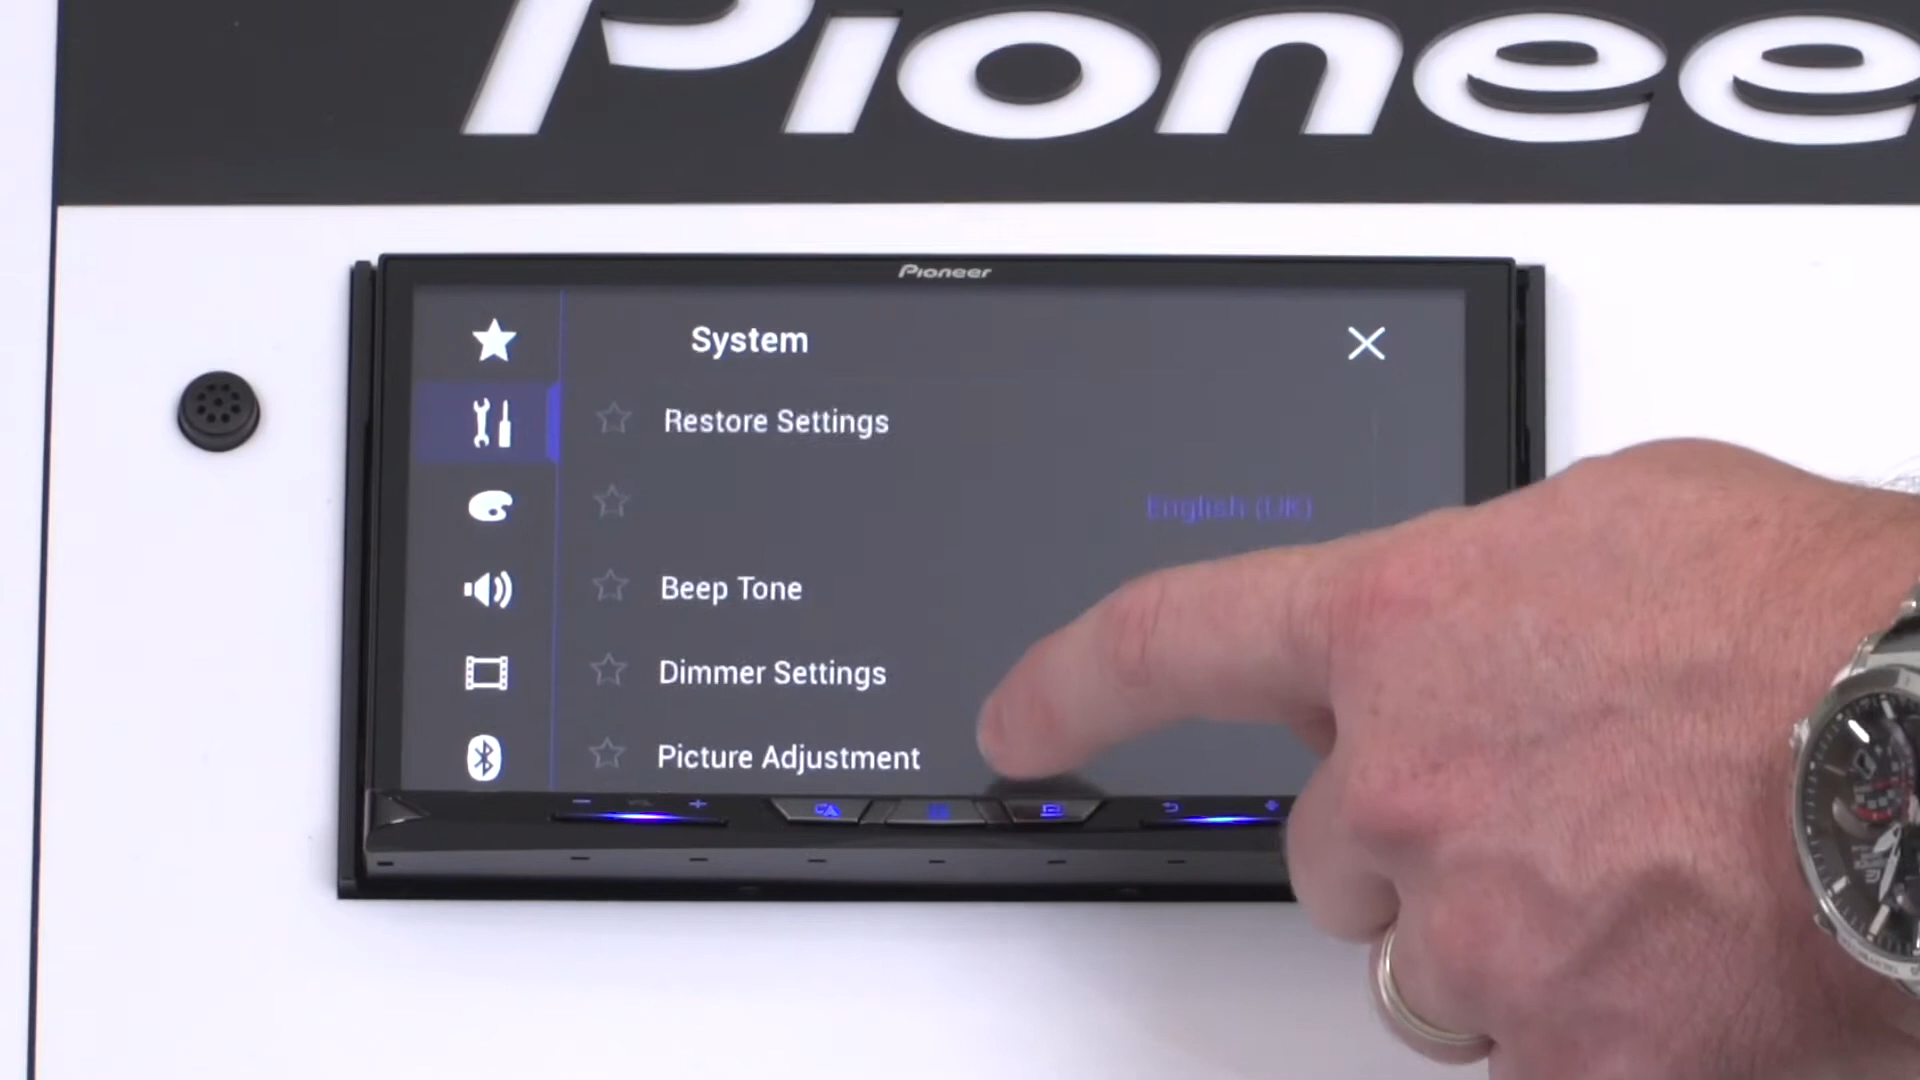 Pioneer
Pioneer
System
Restore Settings
English (UK)
Beep Tone
Dimmer Settings
Picture Adjustment